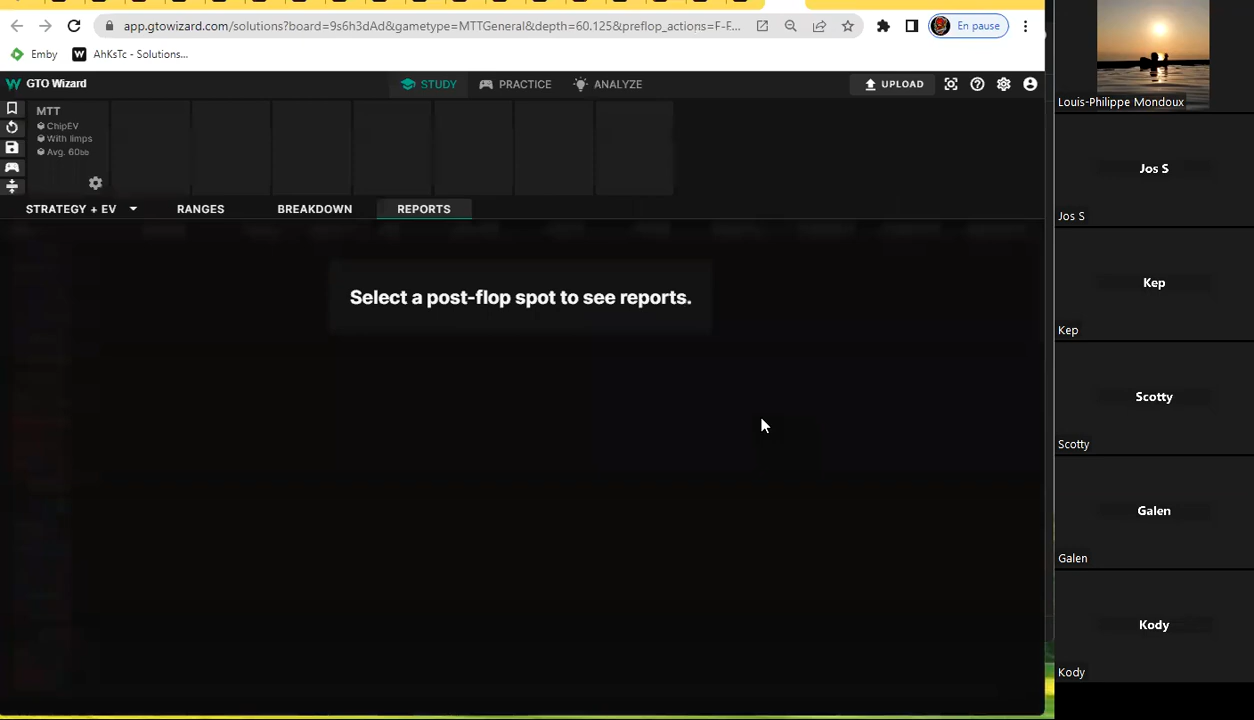 app.gtowizard.com/solutions?board=9s6h3dAd&gametype=MTTGeneral&depth=60.125&preflop_actions=F-F...
En pause
Emby
AhKsTc - Solutions...
GTO Wizard
STUDY
PRACTICE
ANALYZE
UPLOAD
MTT
ChipEV
With limps
Avg. 60bb
STRATEGY + EV
RANGES
BREAKDOWN
REPORTS
Select a post-flop spot to see reports.
Louis-Philippe Mondoux
Jos S
Jos S
Kep
Kep
Scotty
Scotty
Galen
Galen
Kody
Kody